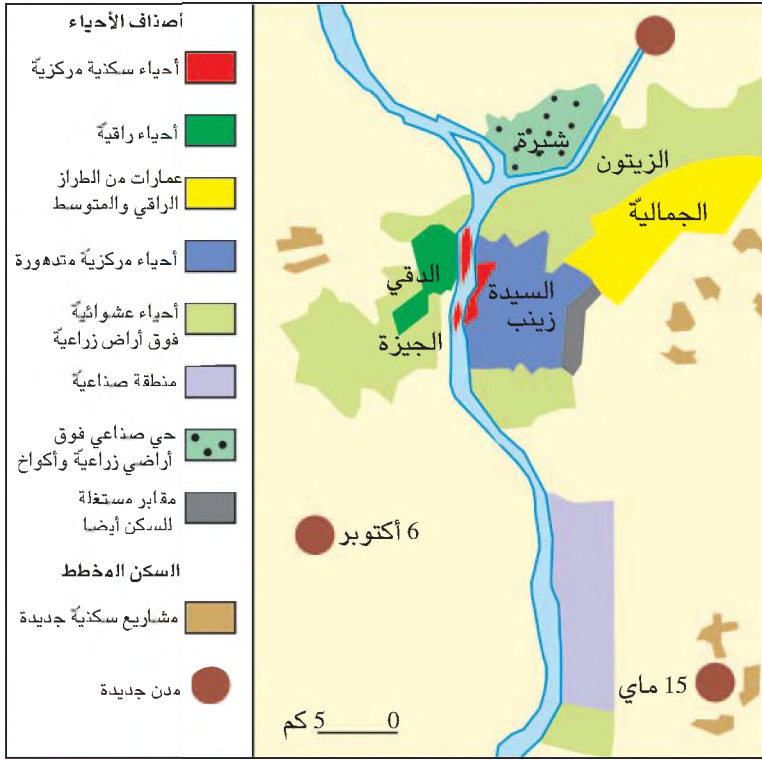 أصناف الأحياء
أحياء سكنية مركزيّة
أحياء راقيّة
عمارات من الطراز
الراقي والمتوسط
أحياء مركزيّة متدهورة
أحياء عشوائيّة
فوق أراض زراعيّة
منطقة صناعيّة
حي صناعي فوق
أراضي زراعيّة وأكواخ
مقابر مستغلة
للسكن أيضا
السكن المخطط
مشاريع سكنيّة جديدة
مدن جديدة
شبرة
الزيتون
الجماليّة
الدقي
السيدة
زينب
الجيزة
6 أكتوبر
15 ماي
0 5 كم